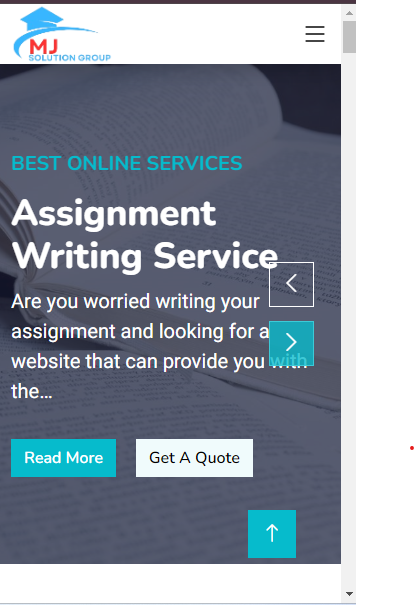 MJ
SOLUTION GROUP
BEST ONLINE SERVICES
Assignment
Writing Service
Are you worried writing your
assignment and looking for a
website that can provide you with
the...
Read More
Get A Quote